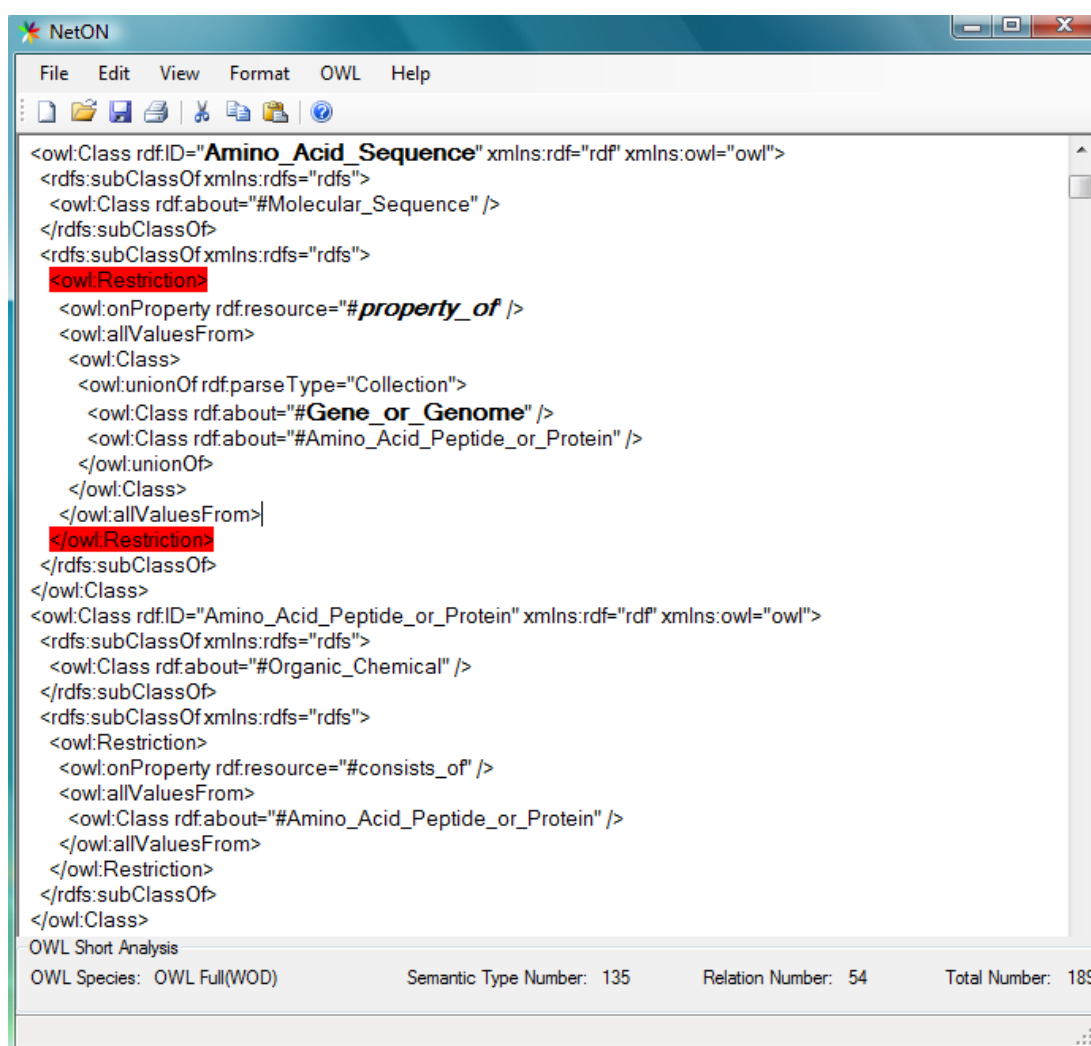 NetON
File Edit View Format OWL Help
<owl:Class rdf:ID="Amino_Acid_Sequence" xmlns:rdf="rdf" xmlns:owl="owl">
<rdfs:subClassOf xmlns:rdfs="rdfs">
<owl:Class rdf:about="#Molecular_Sequence" />
</rdfs:subClassOf>
<rdfs:subClassOf xmlns:rdfs="rdfs">
<owl:Restriction>
<owl:onProperty rdf:resource="#property_of" />
<owl:allValuesFrom>
<owl:Class>
<owl:unionOf rdf:parseType="Collection">
<owl:Class rdf:about="#Gene_or_Genome" />
<owl:Class rdf:about="#Amino_Acid_Peptide_or_Protein" />
</owl:unionOf>
</owl:Class>
</owl:allValuesFrom>
</owl:Restriction>
</rdfs:subClassOf>
</owl:Class>
<owl:Class rdf:ID="Amino_Acid_Peptide_or_Protein" xmlns:rdf="rdf" xmlns:owl="owl">
<rdfs:subClassOf xmlns:rdfs="rdfs">
<owl:Class rdf:about="#Organic_Chemical" />
</rdfs:subClassOf>
<rdfs:subClassOf xmlns:rdfs="rdfs">
<owl:Restriction>
<owl:onProperty rdf:resource="#consists_of" />
<owl:allValuesFrom>
<owl:Class rdf:about="#Amino_Acid_Peptide_or_Protein" />
</owl:allValuesFrom>
</owl:Restriction>
</rdfs:subClassOf>
</owl:Class>
OWL Short Analysis
OWL Species: OWL Full(WOD) Semantic Type Number: 135 Relation Number: 54 Total Number: 189